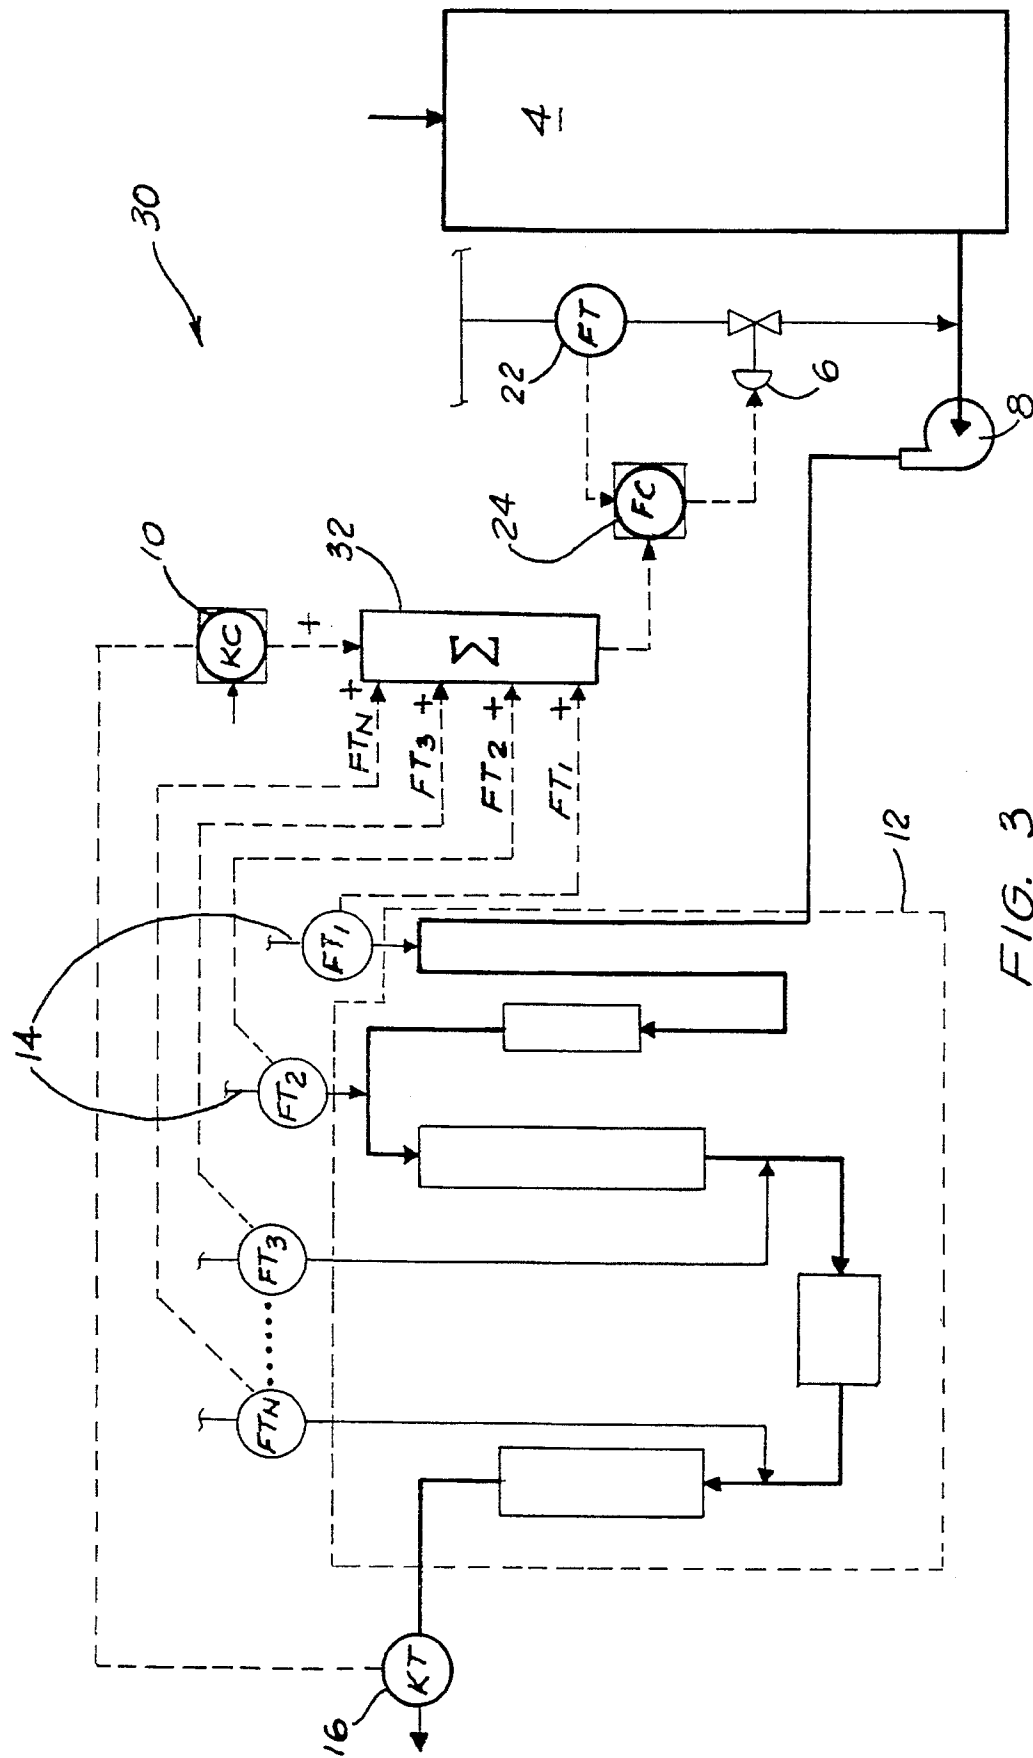 30
4
22
FT
6
8
24
FC
10
KC
32
+
Σ
+
FTN
+
FT3
+
FT2
+
FT1
12
14
FT1
FT2
FT3
FTN
KT
16
FIG. 3